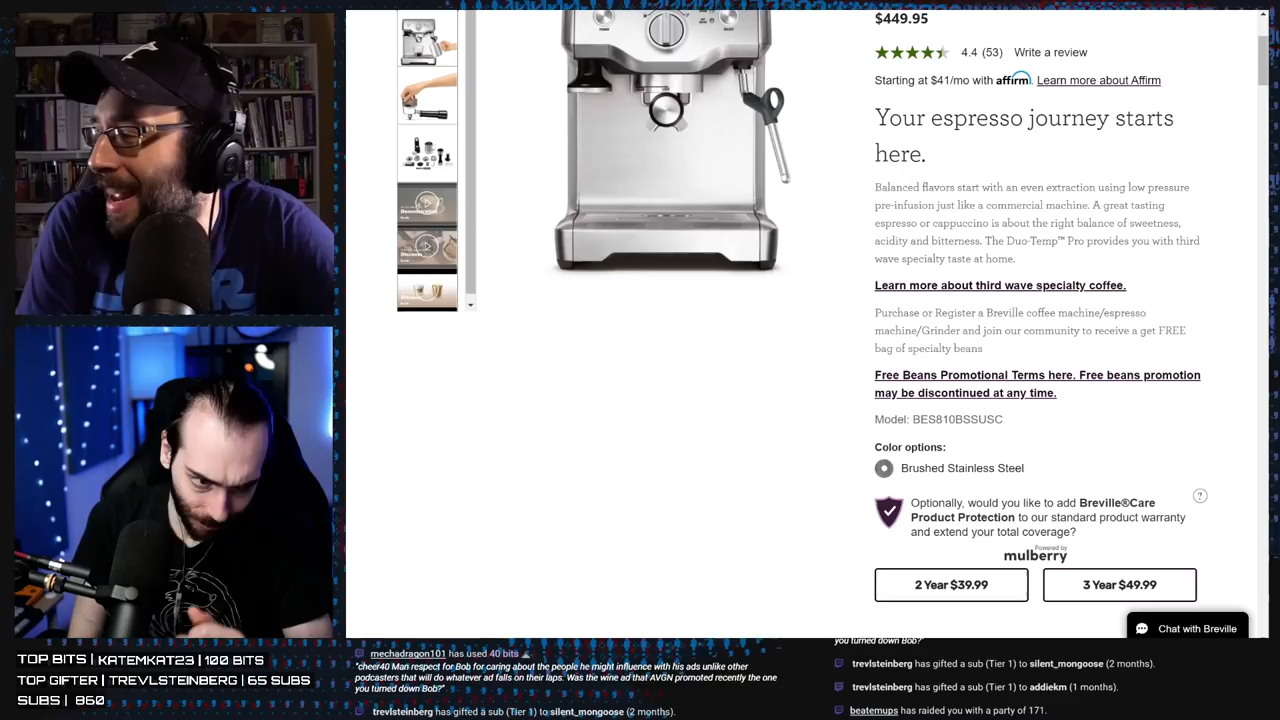 $449.95
4.4 (53) Write a review
Starting at $41/mo with affirm. Learn more about Affirm
Your espresso journey starts
here.
Balanced flavors start with an even extraction using low pressure
pre-infusion just like a commercial machine. A great tasting
espresso or cappuccino is about the right balance of sweetness,
acidity and bitterness. The Duo-Temp™ Pro provides you with third
wave specialty taste at home.
Learn more about third wave specialty coffee.
Purchase or Register a Breville coffee machine/espresso
machine/Grinder and join our community to receive a get FREE
bag of specialty beans
Free Beans Promotional Terms here. Free beans promotion
may be discontinued at any time.
Model: BES810BSSUSC
Color options:
Brushed Stainless Steel
Optionally, would you like to add Breville®Care
Product Protection to our standard product warranty
and extend your total coverage?
?
Powered by
mulberry
2 Year $39.99
3 Year $49.99
Chat with Breville
TOP BITS | KATEMKAT23 | 100 BITS
TOP GIFTER | TREVLSTEINBERG | 65 SUBS
SUBS | 860
mechadragon101 has used 40 bits
"cheer40 Man respect for Bob for caring about the people he might influence with his ads unlike other
podcasters that will do whatever ad falls on their laps. Was the wine ad that AVGN promoted recently the one
you turned down Bob?"
trevlsteinberg has gifted a sub (Tier 1) to silent_mongoose (2 months).
you turned down Bob?"
trevlsteinberg has gifted a sub (Tier 1) to silent_mongoose (2 months).
trevlsteinberg has gifted a sub (Tier 1) to addiekm (1 months).
beatemups has raided you with a party of 171.